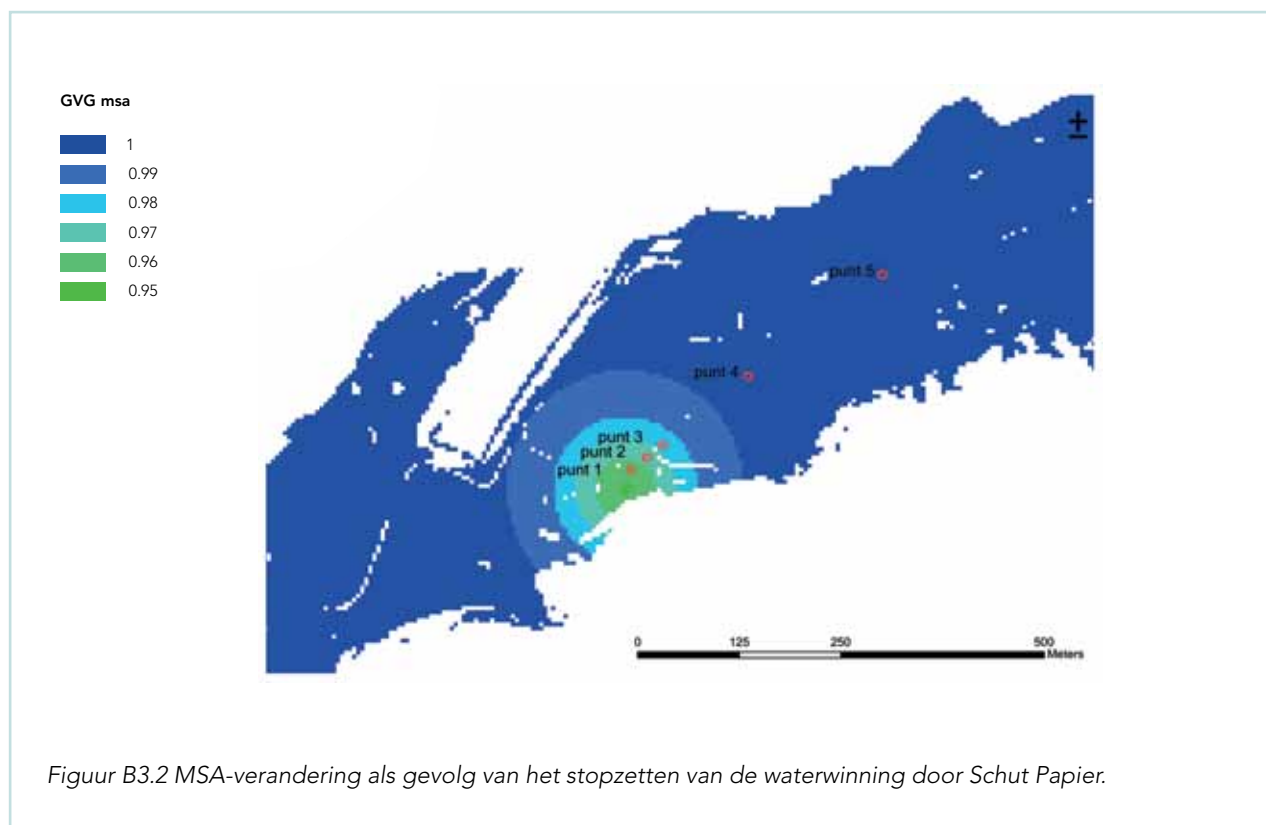 GVG msa
1
0.99
0.98
0.97
0.96
0.95
punt 5
punt 4
punt 3
punt 2
punt 1
0 125 250 500
Meters
Figuur B3.2 MSA-verandering als gevolg van het stopzetten van de waterwinning door Schut Papier.